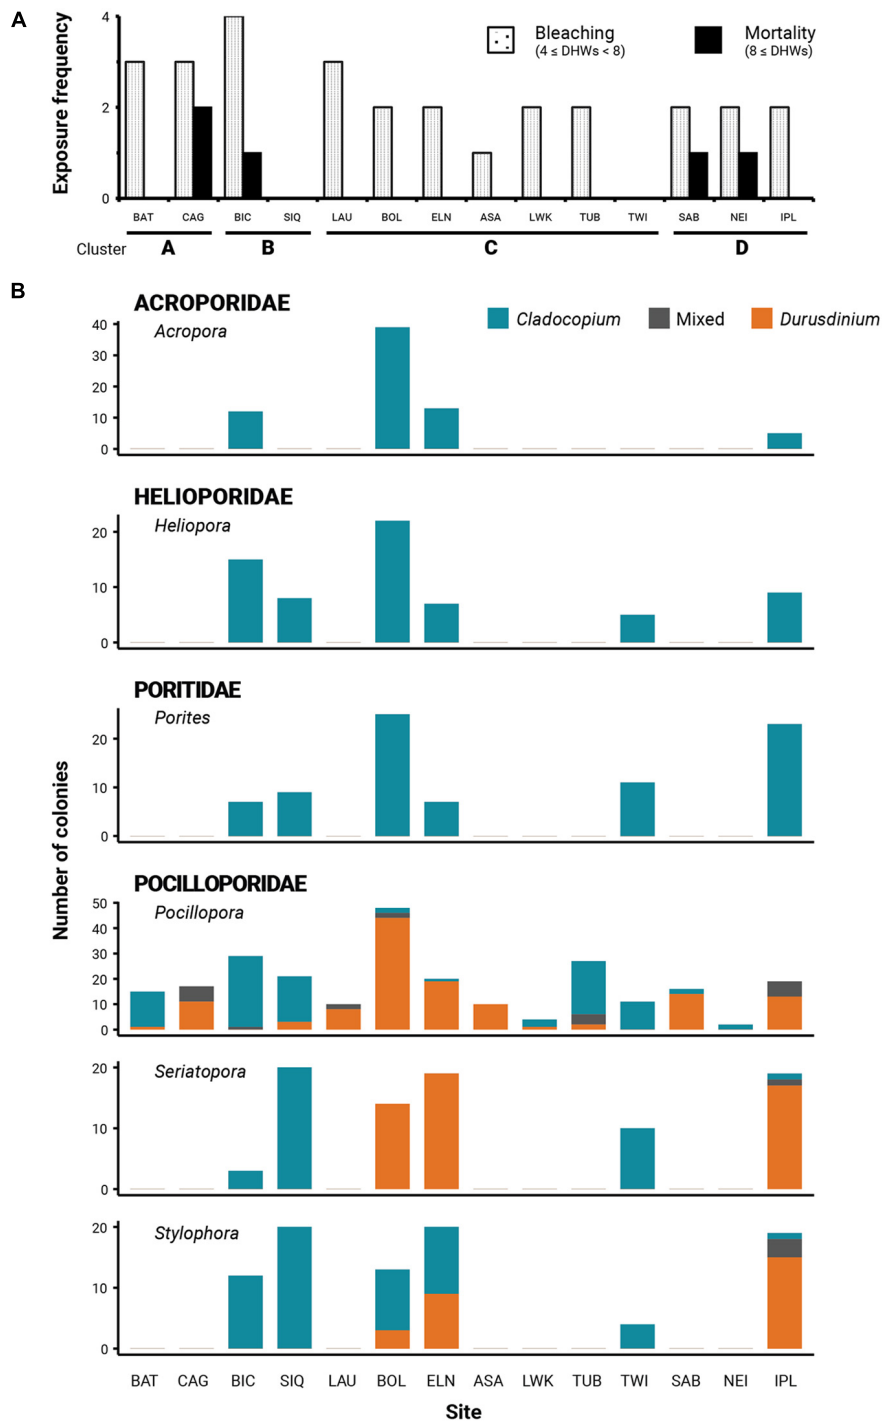 A
Exposure frequency
4
2
0
Bleaching
(4 ≤ DHWs < 8)
Mortality
(8 ≤ DHWs)
BAT CAG BIC SIQ LAU BOL ELN ASA LWK TUB TWI SAB NEI IPL
Cluster A B C D
B
Number of colonies
ACROPORIDAE
Acropora
Cladocopium Mixed Durusdinium
40
30
20
10
0
HELIOPORIDAE
Heliopora
20
10
0
PORITIDAE
Porites
20
10
0
POCILLOPORIDAE
Pocillopora
50
40
30
20
10
0
Seriatopora
20
10
0
Stylophora
20
10
0
BAT CAG BIC SIQ LAU BOL ELN ASA LWK TUB TWI SAB NEI IPL
Site